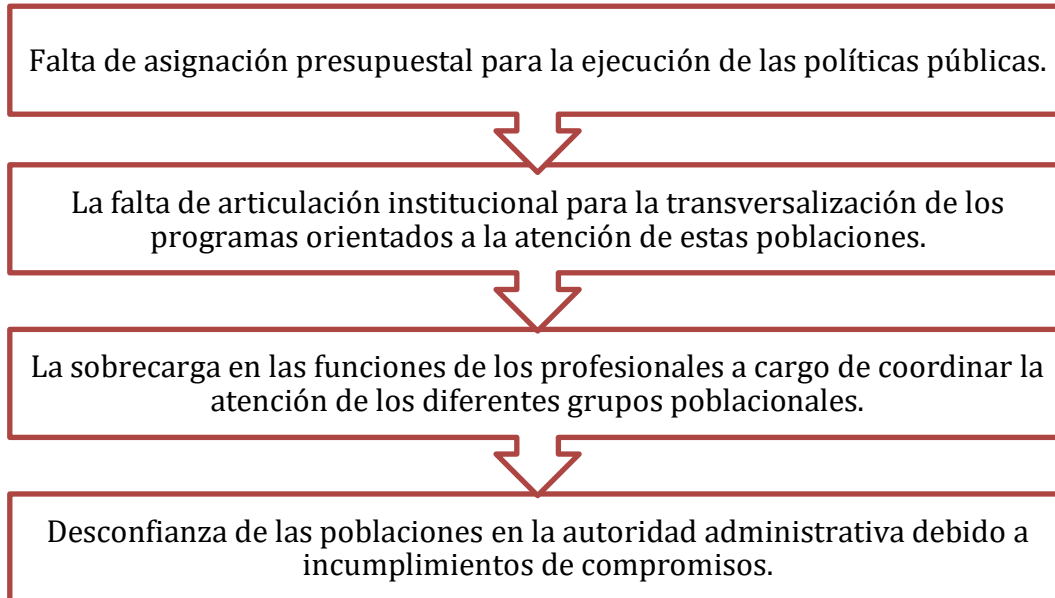 Falta de asignación presupuestal para la ejecución de las políticas públicas.
La falta de articulación institucional para la transversalización de los
programas orientados a la atención de estas poblaciones.
La sobrecarga en las funciones de los profesionales a cargo de coordinar la
atención de los diferentes grupos poblacionales.
Desconfianza de las poblaciones en la autoridad administrativa debido a
incumplimientos de compromisos.